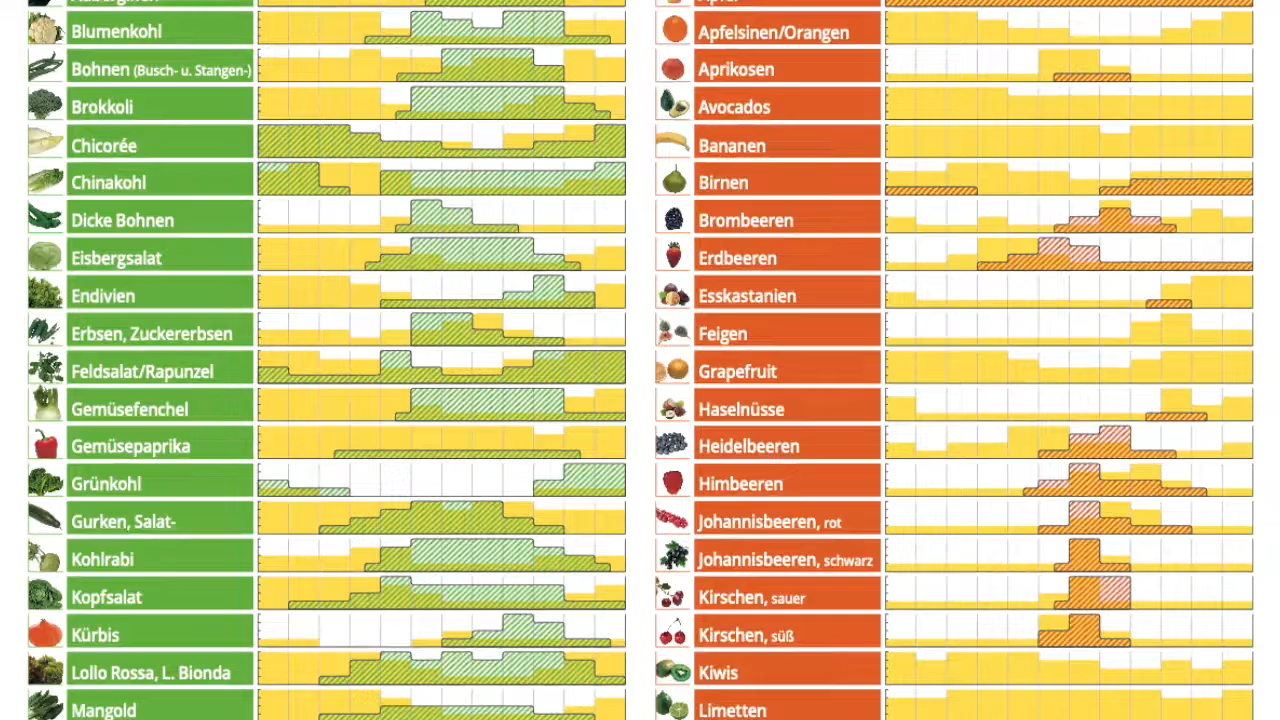 Blumenkohl
Bohnen (Busch- u. Stangen-)
Brokkoli
Chicorée
Chinakohl
Dicke Bohnen
Eisbergsalat
Endivien
Erbsen, Zuckererbsen
Feldsalat/Rapunzel
Gemüsefenchel
Gemüsepaprika
Grünkohl
Gurken, Salat-
Kohlrabi
Kopfsalat
Kürbis
Lollo Rossa, L. Bionda
Mangold
Apfelsinen/Orangen
Aprikosen
Avocados
Bananen
Birnen
Brombeeren
Erdbeeren
Esskastanien
Feigen
Grapefruit
Haselnüsse
Heidelbeeren
Himbeeren
Johannisbeeren, rot
Johannisbeeren, schwarz
Kirschen, sauer
Kirschen, süß
Kiwis
Limetten